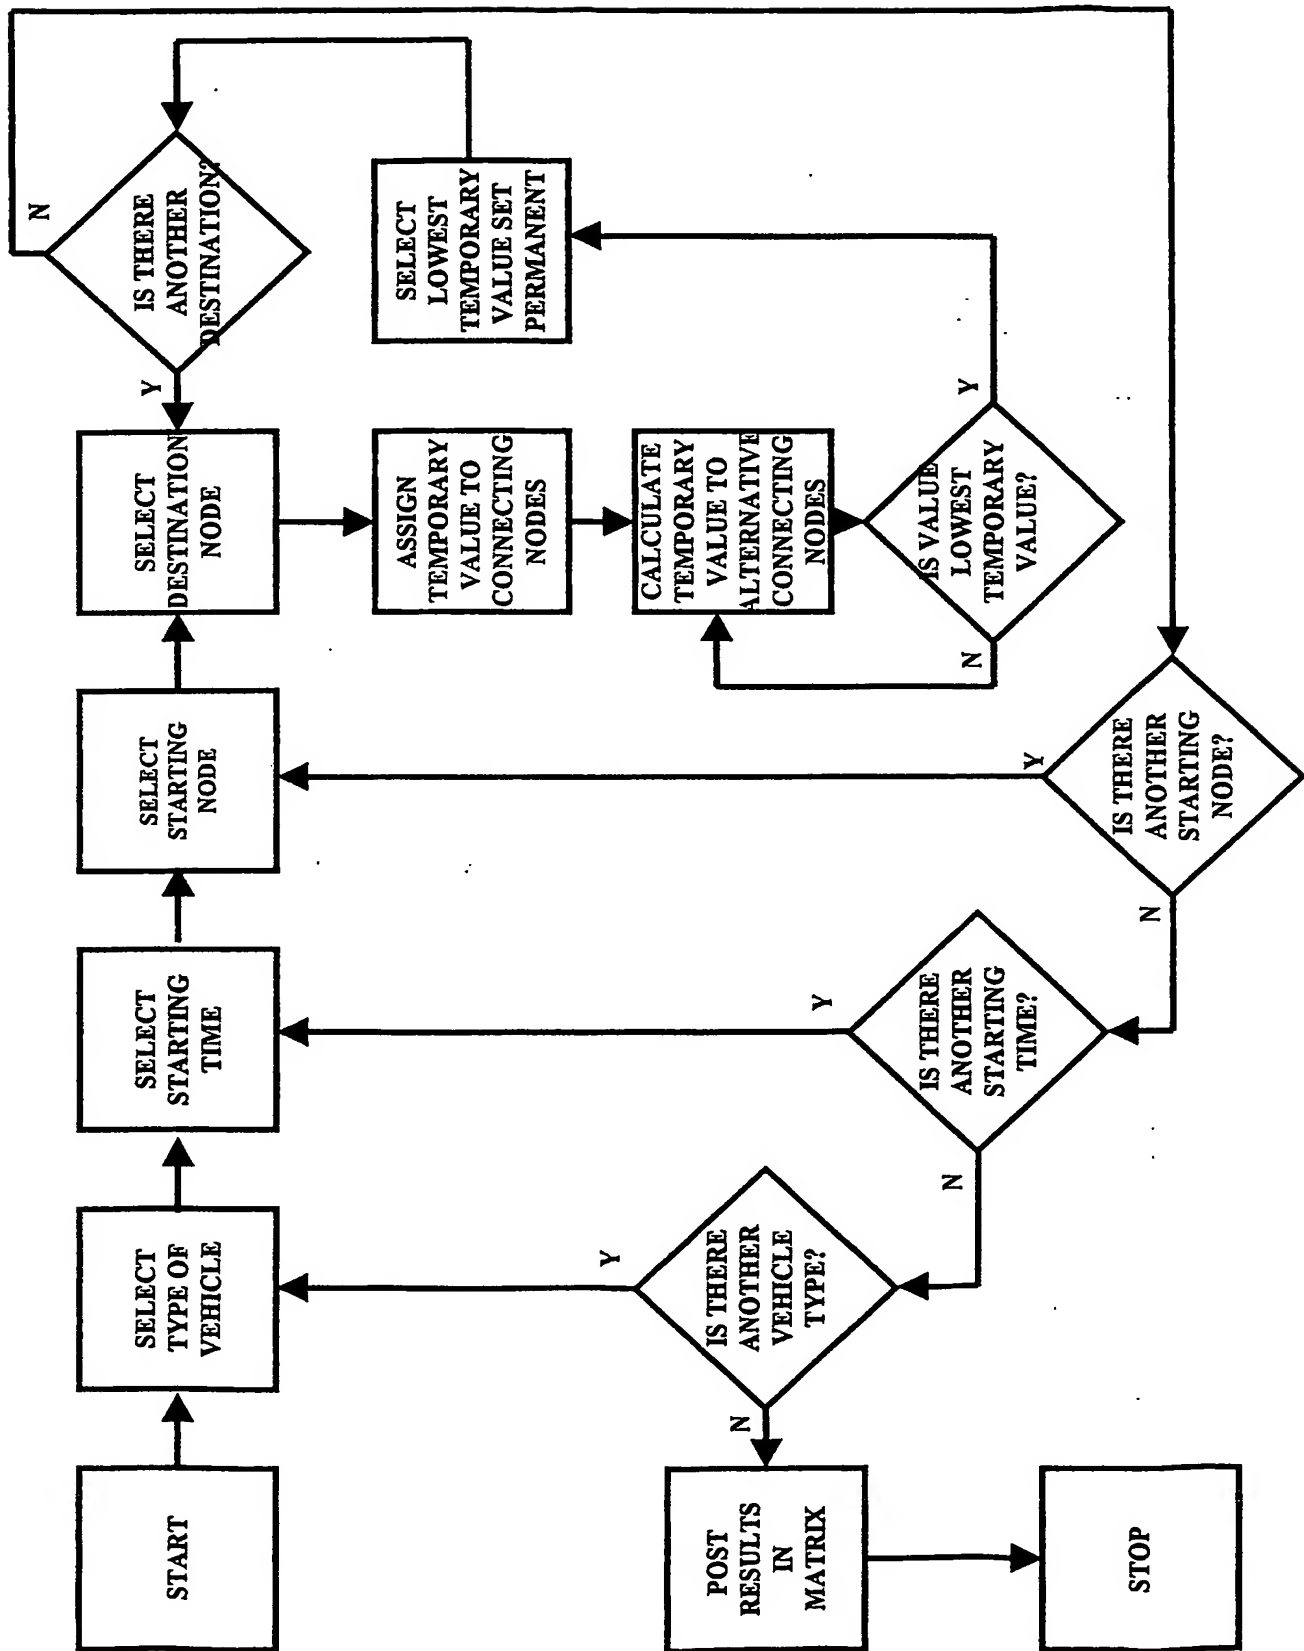 START
SELECT
TYPE OF
VEHICLE
SELECT
STARTING
TIME
SELECT
STARTING
NODE
SELECT
DESTINATION
NODE
Y
IS THERE
ANOTHER
DESTINATION?
N
ASSIGN
TEMPORARY
VALUE TO
CONNECTING
NODES
SELECT
LOWEST
TEMPORARY
VALUE SET
PERMANENT
CALCULATE
TEMPORARY
VALUE TO
ALTERNATIVE
CONNECTING
NODES
IS VALUE
LOWEST
TEMPORARY
VALUE?
Y
N
IS THERE
ANOTHER
STARTING
NODE?
Y
N
IS THERE
ANOTHER
STARTING
TIME?
Y
N
IS THERE
ANOTHER
VEHICLE
TYPE?
Y
N
POST
RESULTS
IN
MATRIX
STOP